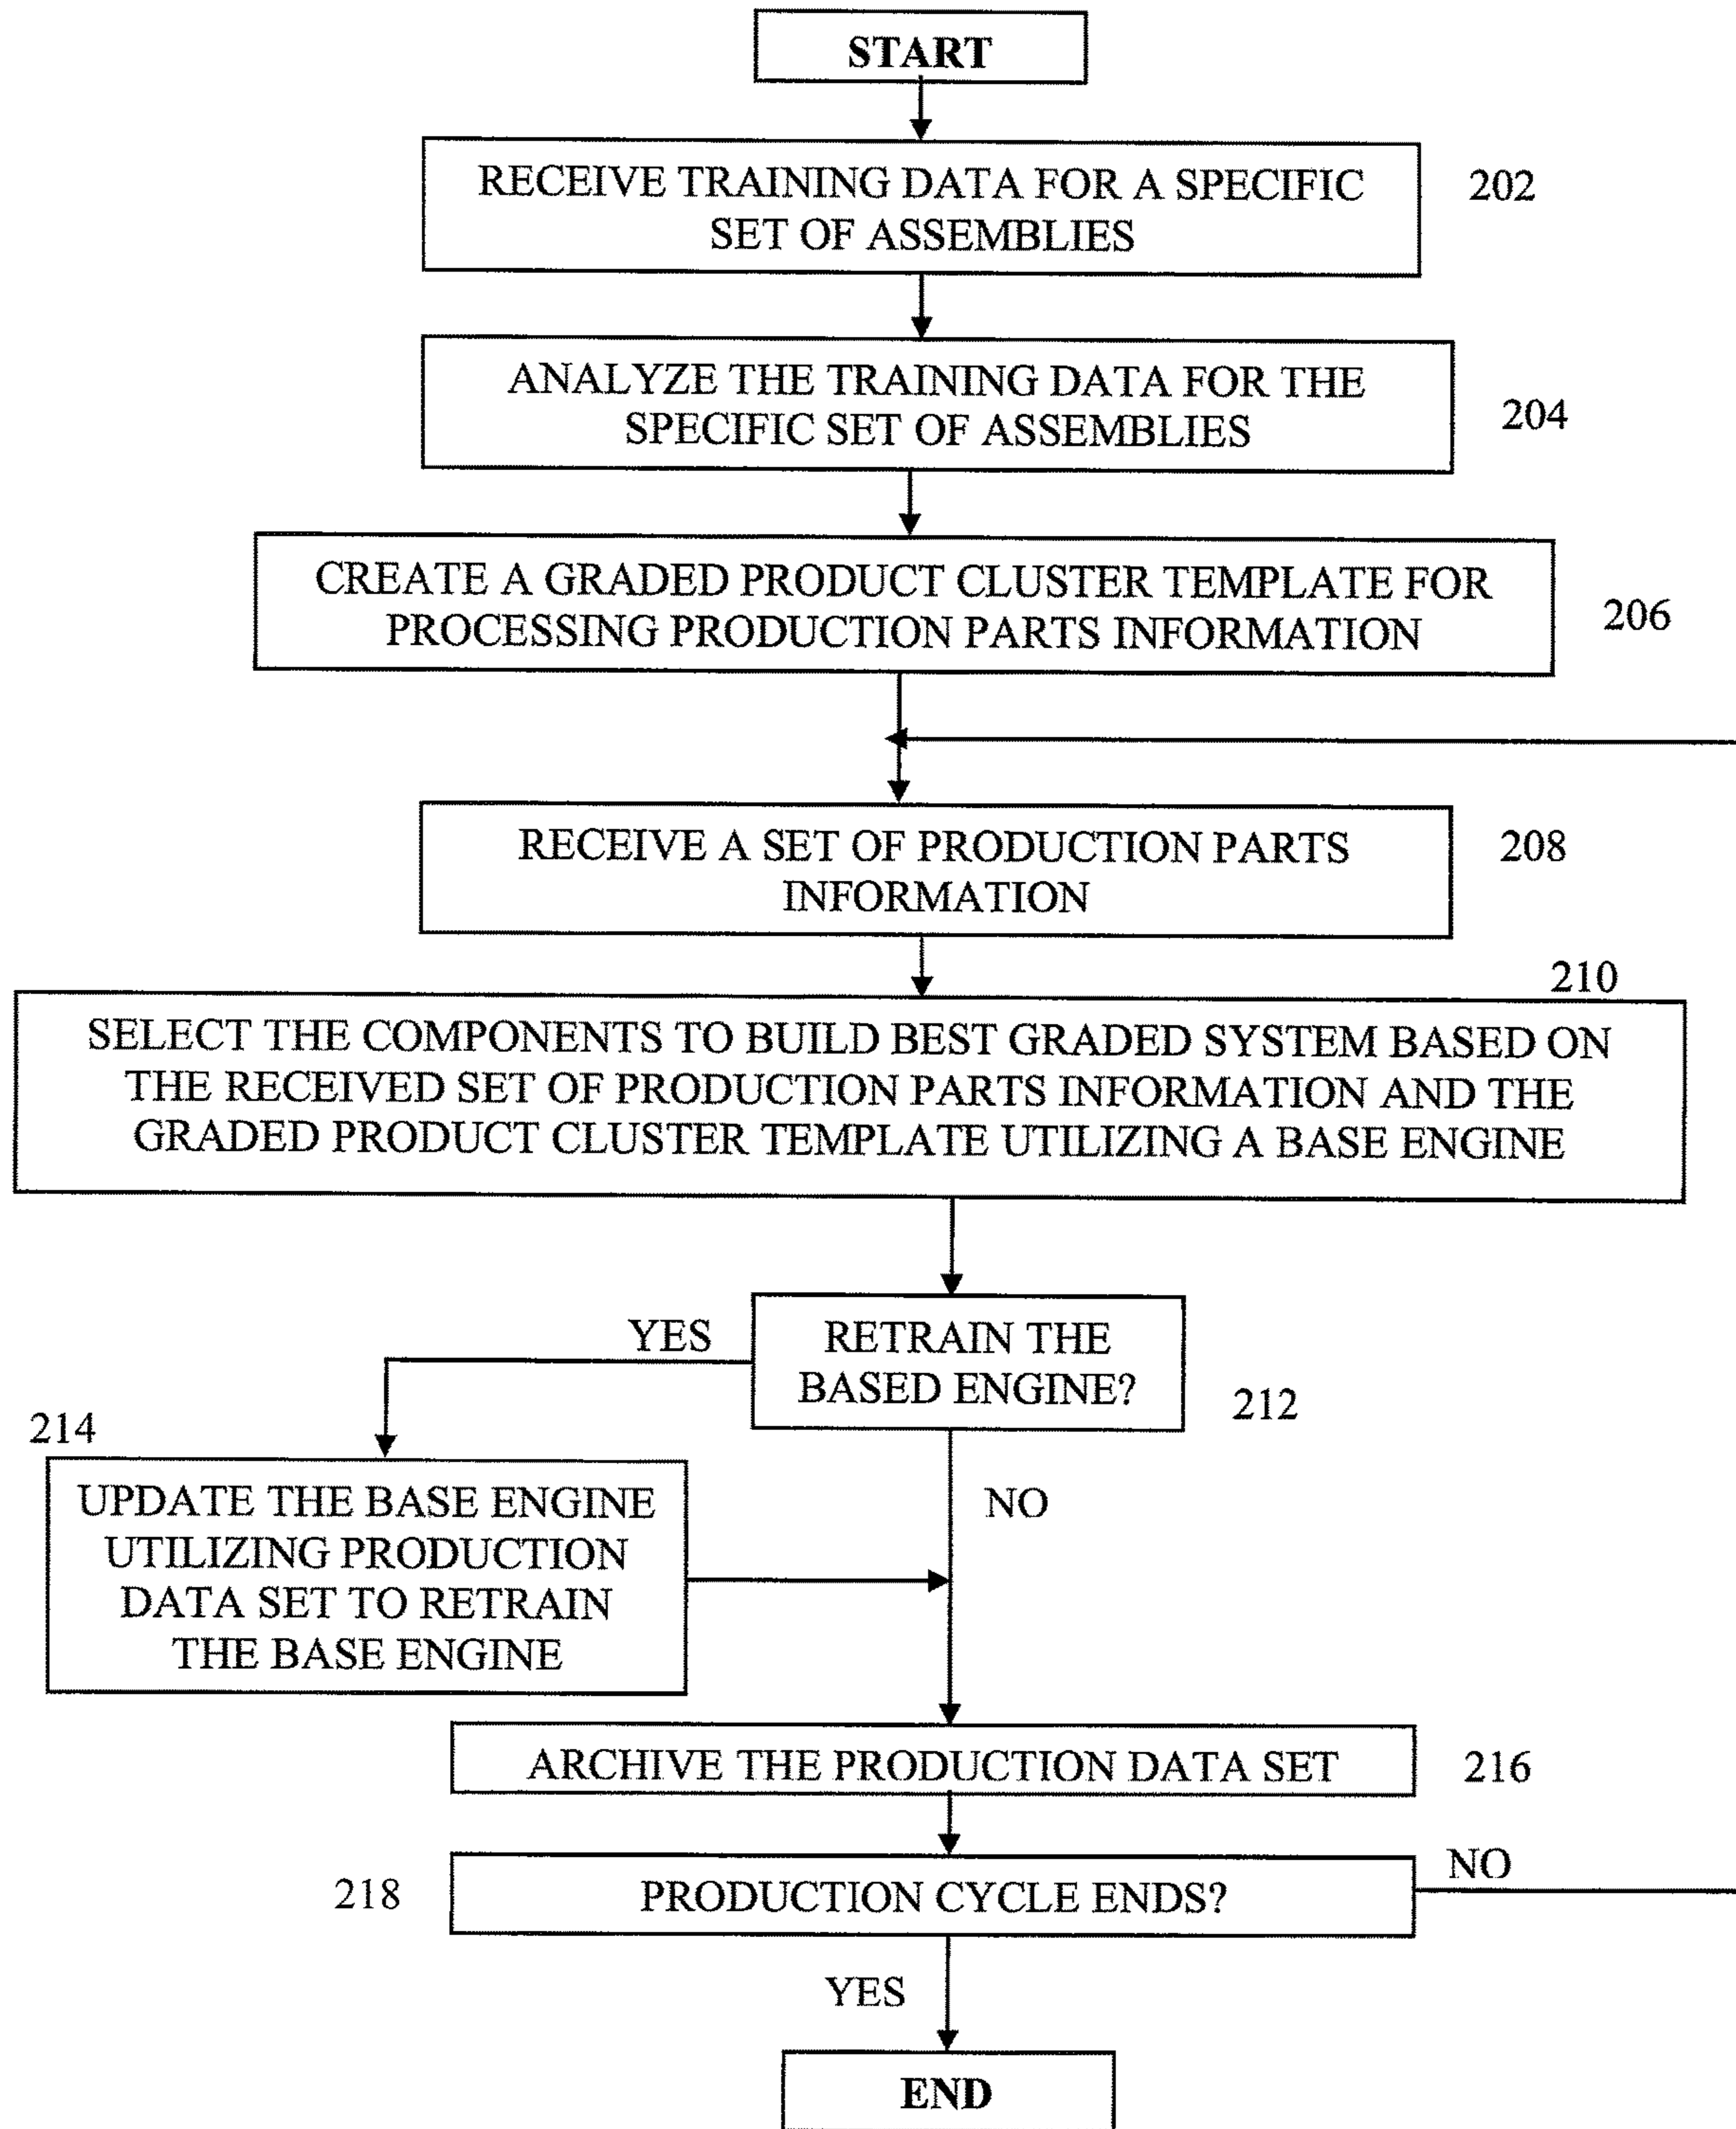 START
RECEIVE TRAINING DATA FOR A SPECIFIC
SET OF ASSEMBLIES
202
ANALYZE THE TRAINING DATA FOR THE
SPECIFIC SET OF ASSEMBLIES
204
CREATE A GRADED PRODUCT CLUSTER TEMPLATE FOR
PROCESSING PRODUCTION PARTS INFORMATION
206
RECEIVE A SET OF PRODUCTION PARTS
INFORMATION
208
210
SELECT THE COMPONENTS TO BUILD BEST GRADED SYSTEM BASED ON
THE RECEIVED SET OF PRODUCTION PARTS INFORMATION AND THE
GRADED PRODUCT CLUSTER TEMPLATE UTILIZING A BASE ENGINE
YES
RETRAIN THE
BASED ENGINE?
212
214
UPDATE THE BASE ENGINE
UTILIZING PRODUCTION
DATA SET TO RETRAIN
THE BASE ENGINE
NO
ARCHIVE THE PRODUCTION DATA SET
216
218
PRODUCTION CYCLE ENDS?
NO
YES
END